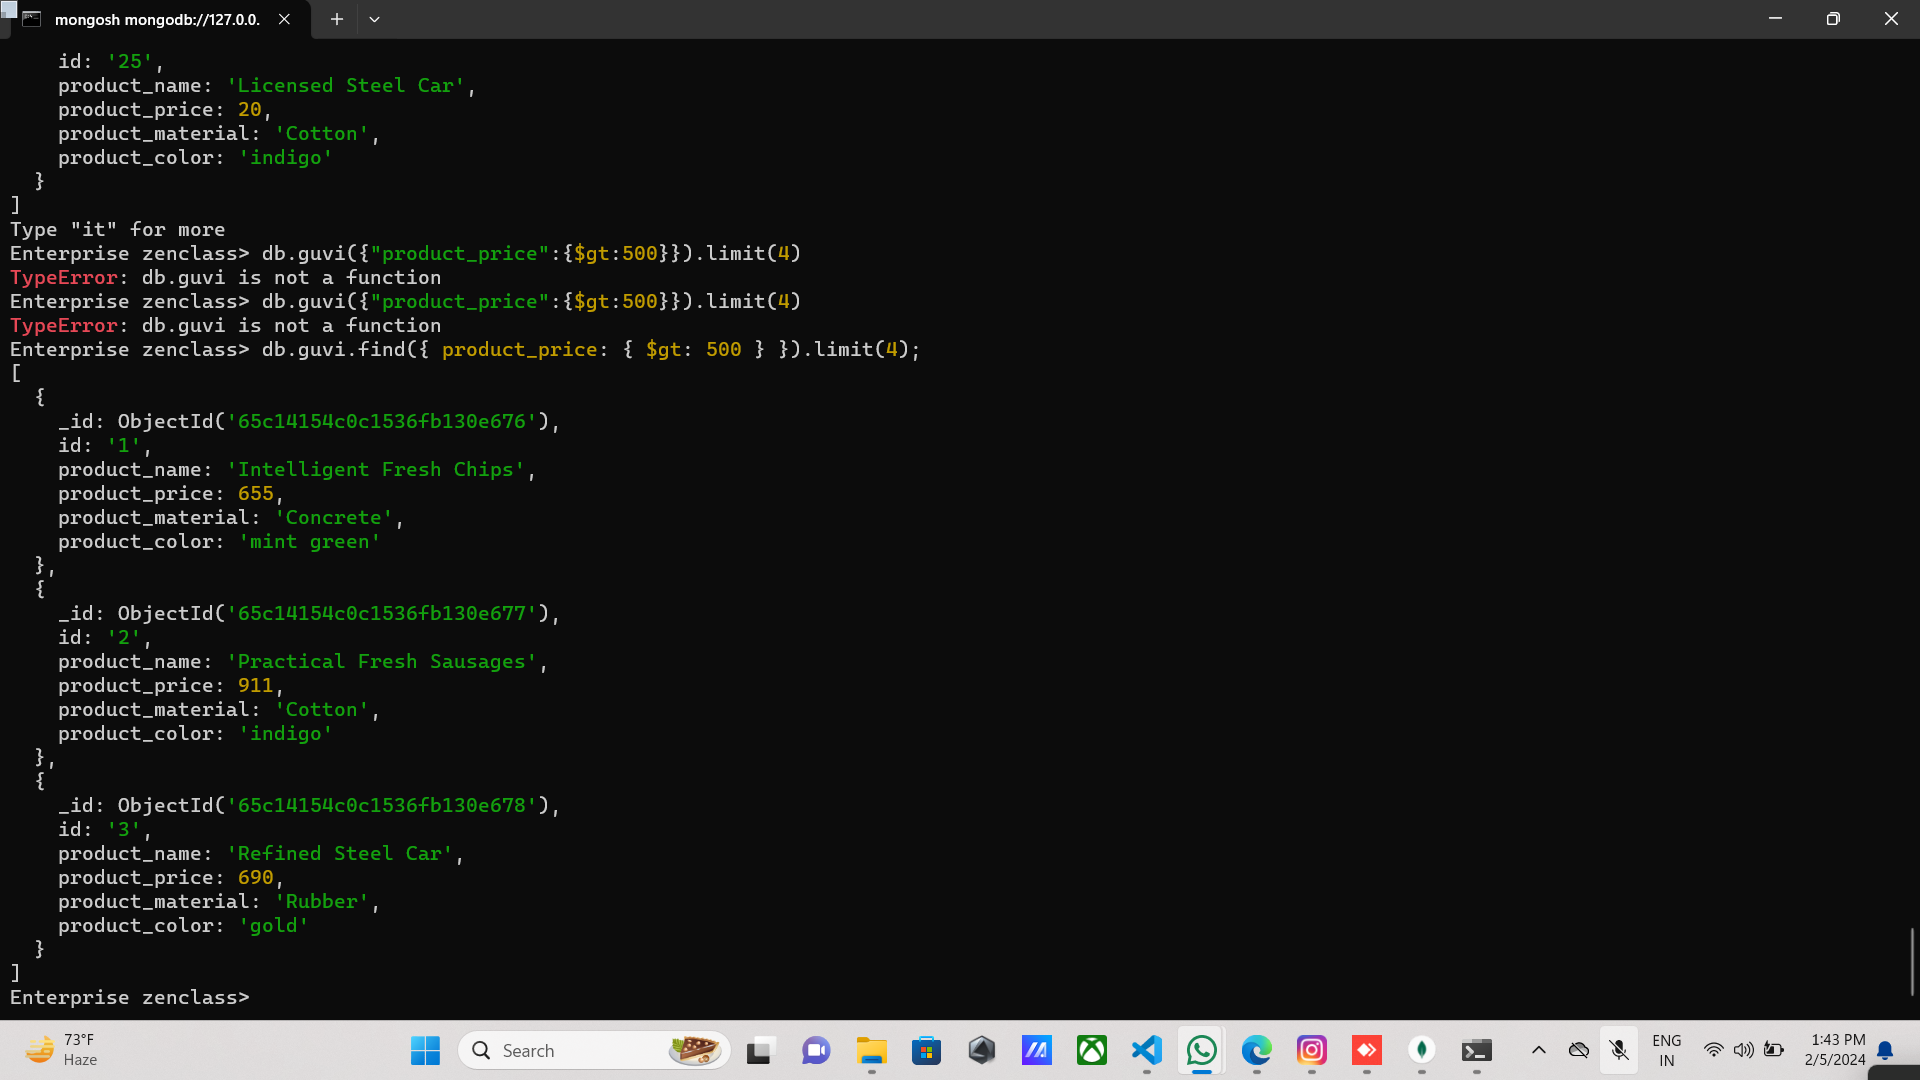 mongosh mongodb://127.0.0.
id: '25',
product_name: 'Licensed Steel Car',
product_price: 20,
product_material: 'Cotton',
product_color: 'indigo'
}
]
Type "it" for more
Enterprise zenclass> db.guvi({"product_price":{$gt:500}}).limit(4)
TypeError: db.guvi is not a function
Enterprise zenclass> db.guvi({"product_price":{$gt:500}}).limit(4)
TypeError: db.guvi is not a function
Enterprise zenclass> db.guvi.find({ product_price: { $gt: 500 } }).limit(4);
[
{
_id: ObjectId('65c14154c0c1536fb130e676'),
id: '1',
product_name: 'Intelligent Fresh Chips',
product_price: 655,
product_material: 'Concrete',
product_color: 'mint green'
},
{
_id: ObjectId('65c14154c0c1536fb130e677'),
id: '2',
product_name: 'Practical Fresh Sausages',
product_price: 911,
product_material: 'Cotton',
product_color: 'indigo'
},
{
_id: ObjectId('65c14154c0c1536fb130e678'),
id: '3',
product_name: 'Refined Steel Car',
product_price: 690,
product_material: 'Rubber',
product_color: 'gold'
}
]
Enterprise zenclass>
73°F
Haze
Search
ENG
IN
1:43 PM
2/5/2024